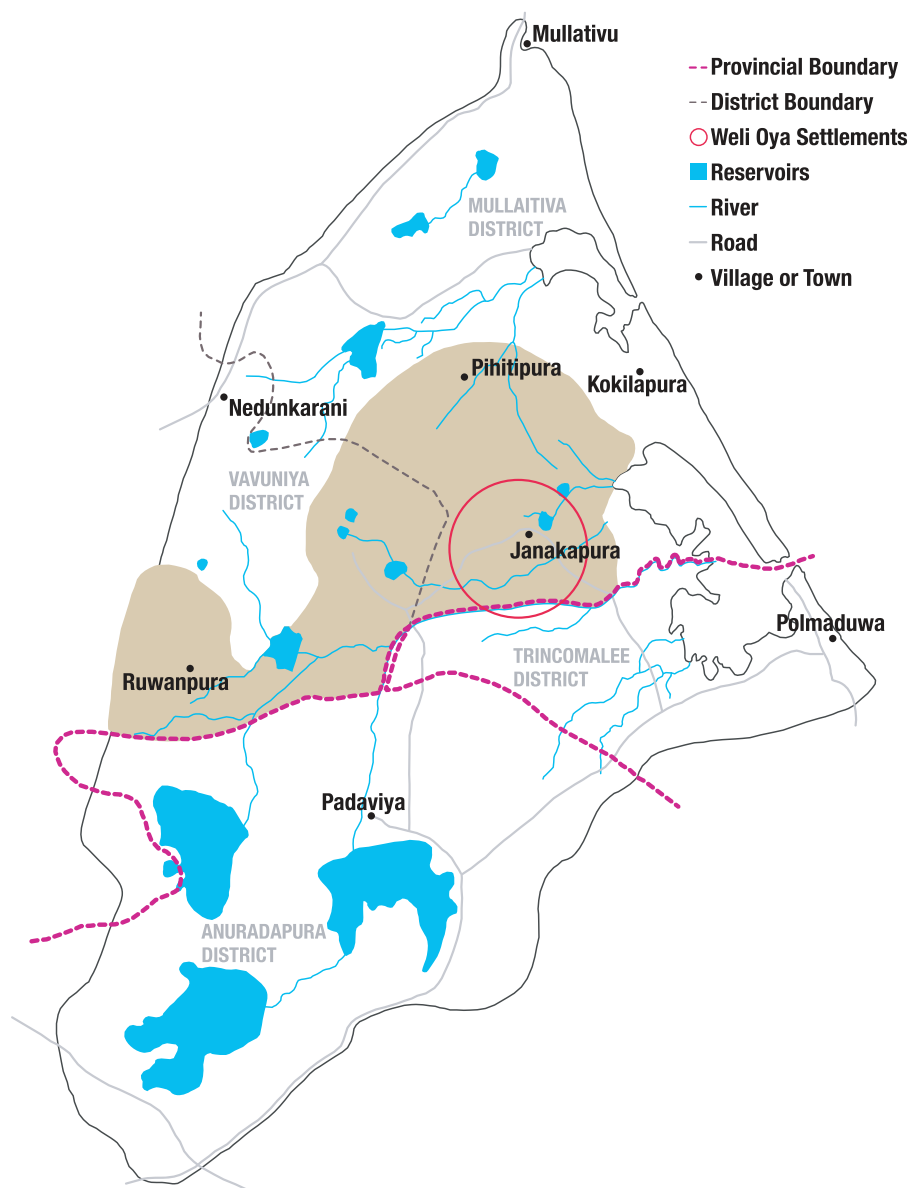 Mullativu
Provincial Boundary
District Boundary
Weli Oya Settlements
Reservoirs
River
Road
Village or Town
MULLAITIVA
DISTRICT
Pihitipura
Kokilapura
Nedunkarani
VAVUNIYA
DISTRICT
Janakapura
Polmaduwa
TRINCOMALEE
DISTRICT
Ruwanpura
Padaviya
ANURADAPURA
DISTRICT